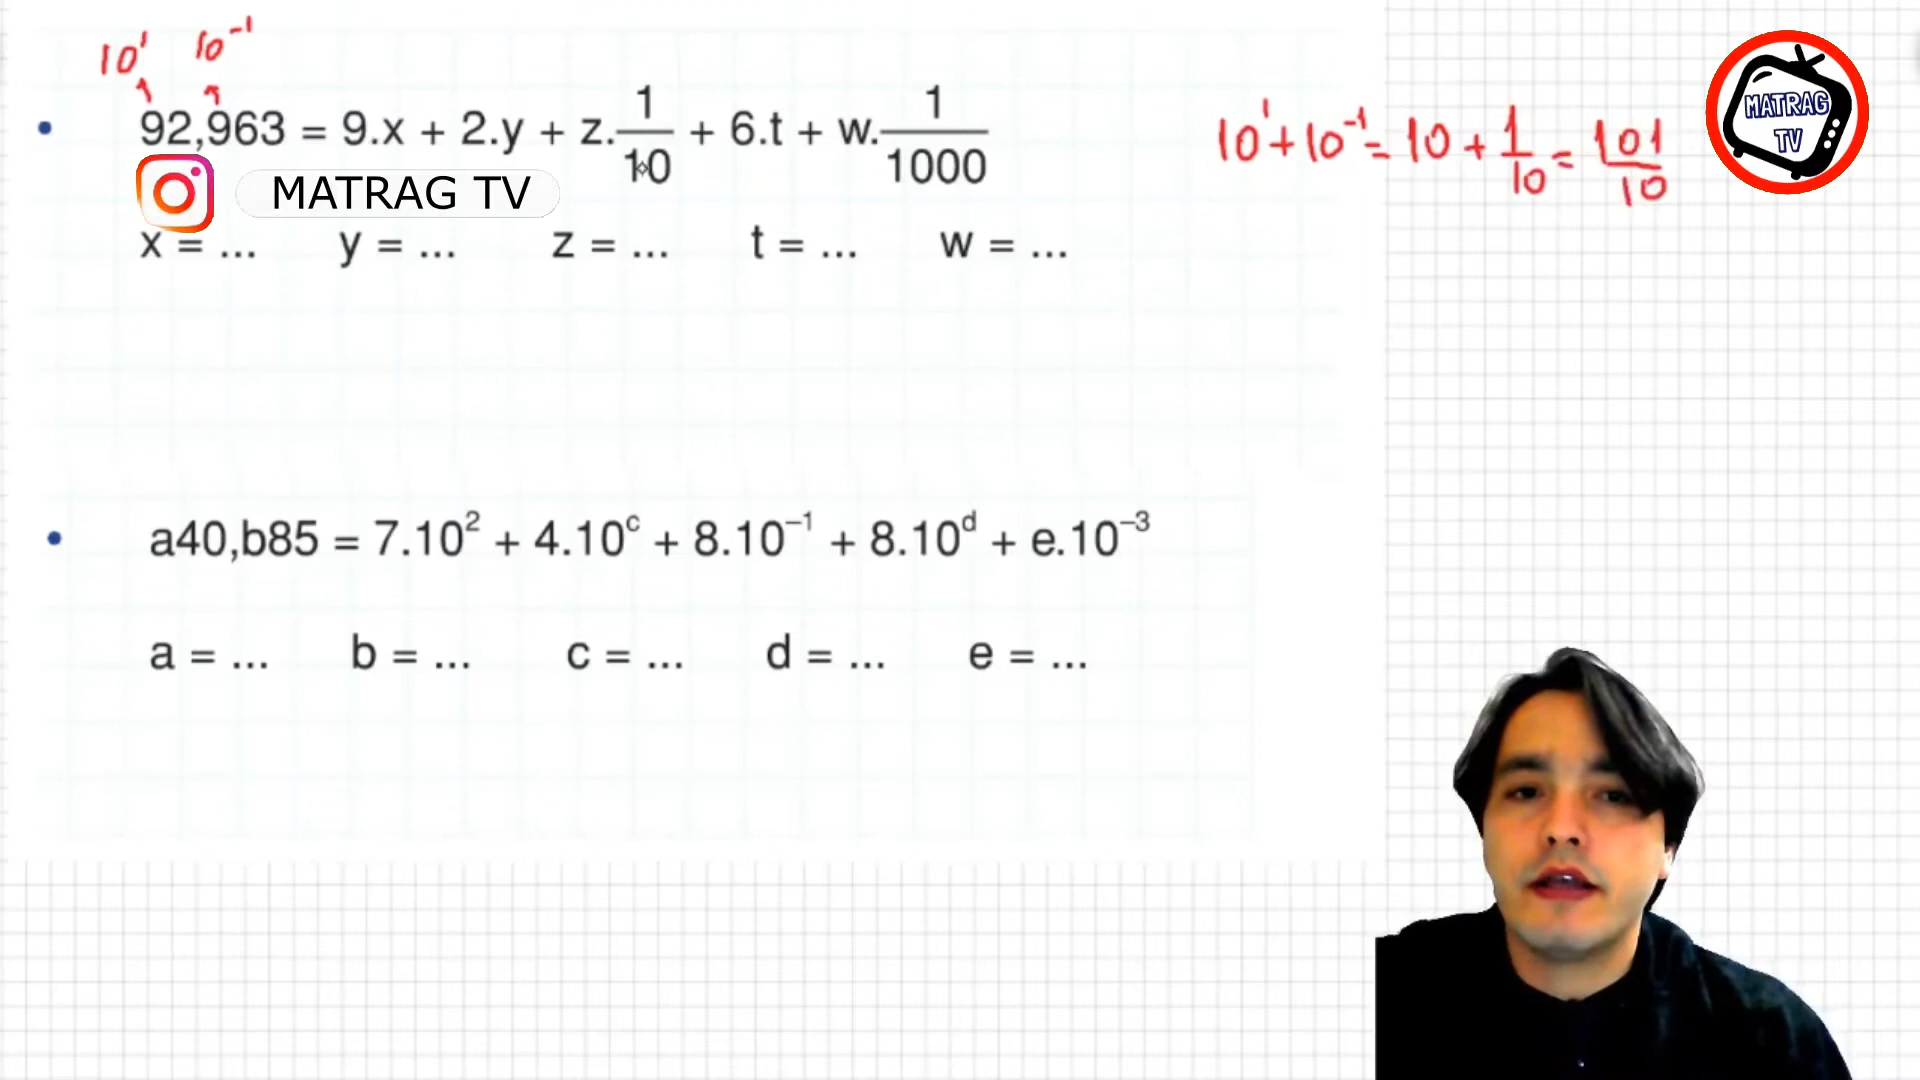 10¹ 10⁻¹
• 92,963 = 9.x + 2.y + z.1/10 + 6.t + w.1/1000
10¹ + 10⁻¹ = 10 + 1/10 = 101/10
MATRAG
TV
MATRAG TV
x = ... y = ... z = ... t = ... w = ...
• a40,b85 = 7.10² + 4.10ᶜ + 8.10⁻¹ + 8.10ᵈ + e.10⁻³
a = ... b = ... c = ... d = ... e = ...